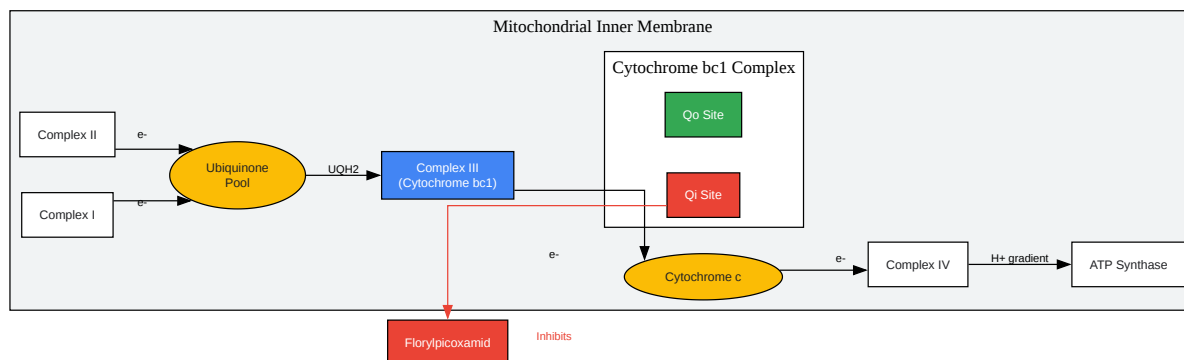 Mitochondrial Inner Membrane
Cytochrome bc1 Complex
Qo Site
Complex II
e-
Ubiquinone
Pool
UQH2
Complex III
(Cytochrome bc1)
Qi Site
Complex I
e-
e-
Cytochrome c
e-
Complex IV
H+ gradient
ATP Synthase
Florylpicoxamid
Inhibits